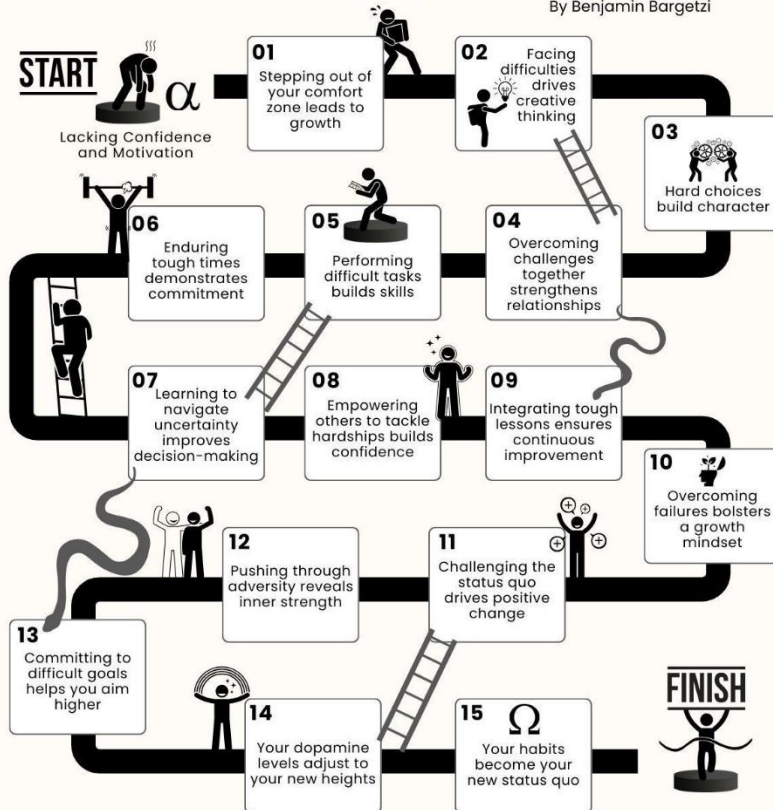 By Benjamin Bargetzi
START
α
Lacking Confidence
and Motivation
01
Stepping out of
your comfort
zone leads to
growth
02
Facing
difficulties
drives
creative
thinking
03
Hard choices
build character
04
Overcoming
challenges
together
strengthens
relationships
05
Performing
difficult tasks
builds skills
06
Enduring
tough times
demonstrates
commitment
07
Learning to
navigate
uncertainty
improves
decision-making
08
Empowering
others to tackle
hardships builds
confidence
09
Integrating tough
lessons ensures
continuous
improvement
10
Overcoming
failures bolsters
a growth
mindset
11
Challenging the
status quo
drives positive
change
12
Pushing through
adversity reveals
inner strength
13
Committing to
difficult goals
helps you aim
higher
14
Your dopamine
levels adjust to
your new heights
15
Ω
Your habits
become your
new status quo
FINISH